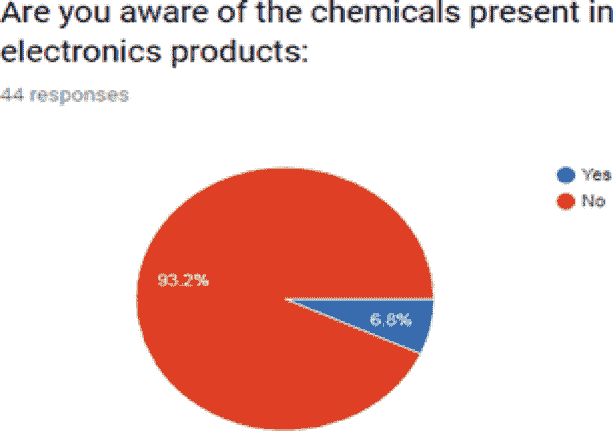 Are you aware of the chemicals present in
electronics products:
44 responses
Yes
No
93.2%
6.8%